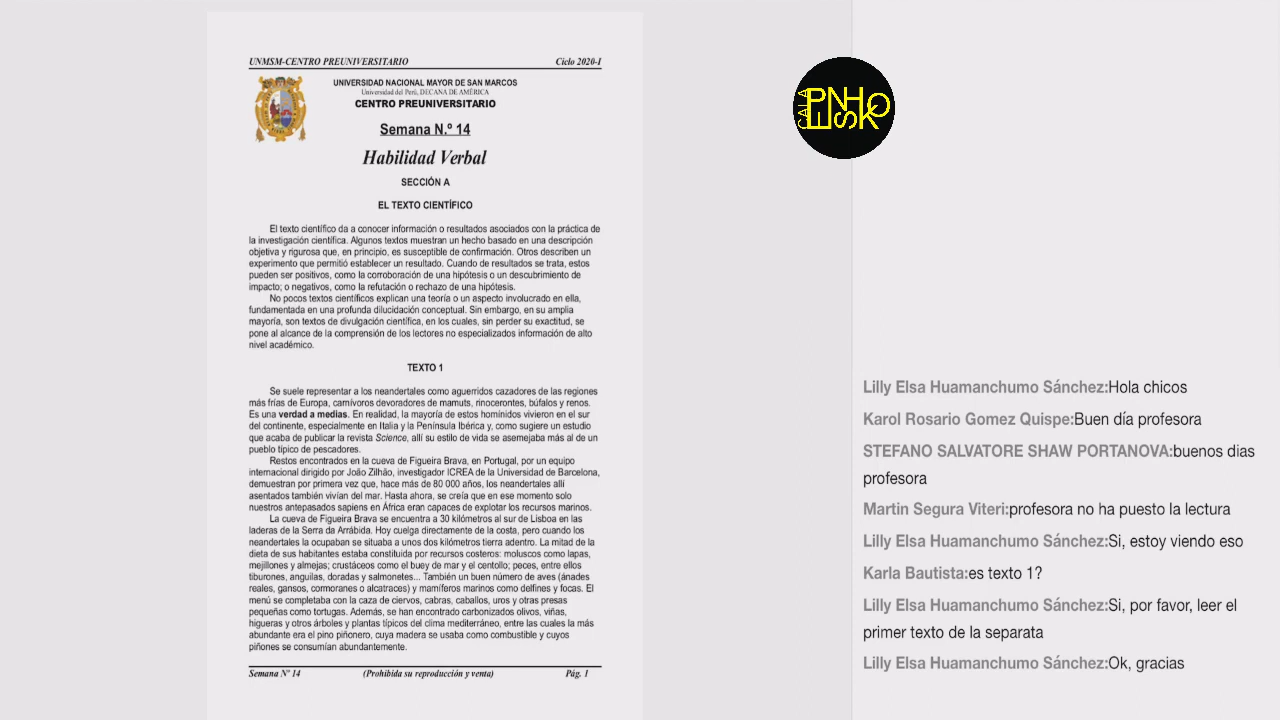 UNMSM-CENTRO PREUNIVERSITARIO Ciclo 2020-I
UNIVERSIDAD NACIONAL MAYOR DE SAN MARCOS
Universidad del Perú, DECANA DE AMÉRICA
CENTRO PREUNIVERSITARIO
Semana N.º 14
Habilidad Verbal
SECCIÓN A
EL TEXTO CIENTÍFICO
El texto científico da a conocer información o resultados asociados con la práctica de
la investigación científica. Algunos textos muestran un hecho basado en una descripción
objetiva y rigurosa que, en principio, es susceptible de confirmación. Otros describen un
experimento que permitió establecer un resultado. Cuando de resultados se trata, estos
pueden ser positivos, como la corroboración de una hipótesis o un descubrimiento de
impacto; o negativos, como la refutación o rechazo de una hipótesis.
No pocos textos científicos explican una teoría o un aspecto involucrado en ella,
fundamentada en una profunda dilucidación conceptual. Sin embargo, en su amplia
mayoría, son textos de divulgación científica, en los cuales, sin perder su exactitud, se
pone al alcance de la comprensión de los lectores no especializados información de alto
nivel académico.
TEXTO 1
Se suele representar a los neandertales como aguerridos cazadores de las regiones
más frías de Europa, carnívoros devoradores de mamuts, rinocerontes, búfalos y renos.
Es una verdad a medias. En realidad, la mayoría de estos homínidos vivieron en el sur
del continente, especialmente en Italia y la Península Ibérica y, como sugiere un estudio
que acaba de publicar la revista Science, allí su estilo de vida se asemejaba más al de un
pueblo típico de pescadores.
Restos encontrados en la cueva de Figueira Brava, en Portugal, por un equipo
internacional dirigido por João Zilhão, investigador ICREA de la Universidad de Barcelona,
demuestran por primera vez que, hace más de 80 000 años, los neandertales allí
asentados también vivían del mar. Hasta ahora, se creía que en ese momento solo
nuestros antepasados sapiens en África eran capaces de explotar los recursos marinos.
La cueva de Figueira Brava se encuentra a 30 kilómetros al sur de Lisboa en las
laderas de la Serra da Arrábida. Hoy cuelga directamente de la costa, pero cuando los
neandertales la ocupaban se situaba a unos dos kilómetros tierra adentro. La mitad de la
dieta de sus habitantes estaba constituida por recursos costeros: moluscos como lapas,
mejillones y almejas; crustáceos como el buey de mar y el centollo; peces, entre ellos
tiburones, anguilas, doradas y salmonetes... También un buen número de aves (ánades
reales, gansos, cormoranes o alcatraces) y mamíferos marinos como delfines y focas. El
menú se completaba con la caza de ciervos, cabras, caballos, uros y otras presas
pequeñas como tortugas. Además, se han encontrado carbonizados olivos, viñas,
higueras y otros árboles y plantas típicos del clima mediterráneo, entre las cuales la más
abundante era el pino piñonero, cuya madera se usaba como combustible y cuyos
piñones se consumían abundantemente.
Semana Nº 14 (Prohibida su reproducción y venta) Pág. 1
Lilly Elsa Huamanchumo Sánchez:Hola chicos
Karol Rosario Gomez Quispe:Buen día profesora
STEFANO SALVATORE SHAW PORTANOVA:buenos dias
profesora
Martin Segura Viteri:profesora no ha puesto la lectura
Lilly Elsa Huamanchumo Sánchez:Si, estoy viendo eso
Karla Bautista:es texto 1?
Lilly Elsa Huamanchumo Sánchez:Si, por favor, leer el
primer texto de la separata
Lilly Elsa Huamanchumo Sánchez:Ok, gracias